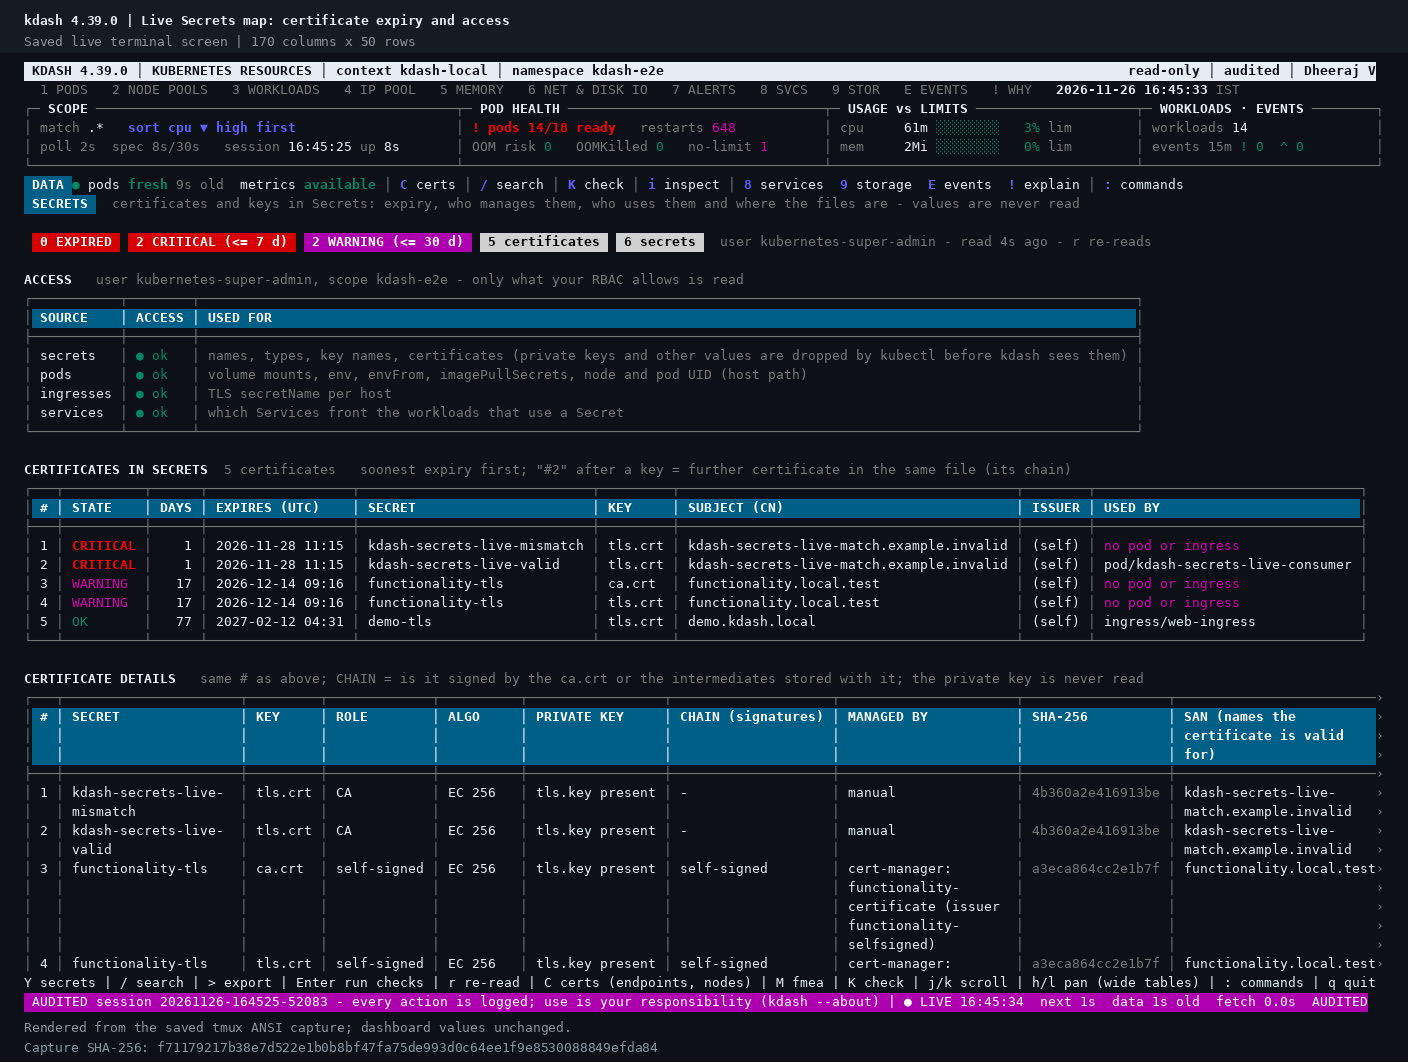 kdash 4.39.0 | Live Secrets map: certificate expiry and access
Saved live terminal screen | 170 columns x 50 rows
KDASH 4.39.0 │ KUBERNETES RESOURCES │ context kdash-local │ namespace kdash-e2e read-only │ audited │ Dheeraj V
1 PODS 2 NODE POOLS 3 WORKLOADS 4 IP POOL 5 MEMORY 6 NET & DISK IO 7 ALERTS 8 SVCS 9 STOR E EVENTS ! WHY 2026-11-26 16:45:33 IST
SCOPE POD HEALTH USAGE vs LIMITS WORKLOADS · EVENTS
match .* sort cpu ▼ high first │ ! pods 14/18 ready restarts 648 │ cpu 61m ░░░░░░░░ 3% lim │ workloads 14
poll 2s spec 8s/30s session 16:45:25 up 8s │ OOM risk 0 OOMKilled 0 no-limit 1 │ mem 2Mi ░░░░░░░░ 0% lim │ events 15m ! 0 ^ 0
DATA ● pods fresh 9s old metrics available │ C certs │ / search │ K check │ i inspect │ 8 services 9 storage E events ! explain │ : commands
SECRETS certificates and keys in Secrets: expiry, who manages them, who uses them and where the files are - values are never read
0 EXPIRED 2 CRITICAL (<= 7 d) 2 WARNING (<= 30 d) 5 certificates 6 secrets user kubernetes-super-admin - read 4s ago - r re-reads
ACCESS user kubernetes-super-admin, scope kdash-e2e - only what your RBAC allows is read
│ SOURCE │ ACCESS │ USED FOR │
│ secrets │ ● ok │ names, types, key names, certificates (private keys and other values are dropped by kubectl before kdash sees them) │
│ pods │ ● ok │ volume mounts, env, envFrom, imagePullSecrets, node and pod UID (host path) │
│ ingresses │ ● ok │ TLS secretName per host │
│ services │ ● ok │ which Services front the workloads that use a Secret │
CERTIFICATES IN SECRETS 5 certificates soonest expiry first; "#2" after a key = further certificate in the same file (its chain)
│ # │ STATE │ DAYS │ EXPIRES (UTC) │ SECRET │ KEY │ SUBJECT (CN) │ ISSUER │ USED BY │
│ 1 │ CRITICAL │ 1 │ 2026-11-28 11:15 │ kdash-secrets-live-mismatch │ tls.crt │ kdash-secrets-live-match.example.invalid │ (self) │ no pod or ingress │
│ 2 │ CRITICAL │ 1 │ 2026-11-28 11:15 │ kdash-secrets-live-valid │ tls.crt │ kdash-secrets-live-match.example.invalid │ (self) │ pod/kdash-secrets-live-consumer │
│ 3 │ WARNING │ 17 │ 2026-12-14 09:16 │ functionality-tls │ ca.crt │ functionality.local.test │ (self) │ no pod or ingress │
│ 4 │ WARNING │ 17 │ 2026-12-14 09:16 │ functionality-tls │ tls.crt │ functionality.local.test │ (self) │ no pod or ingress │
│ 5 │ OK │ 77 │ 2027-02-12 04:31 │ demo-tls │ tls.crt │ demo.kdash.local │ (self) │ ingress/web-ingress │
CERTIFICATE DETAILS same # as above; CHAIN = is it signed by the ca.crt or the intermediates stored with it; the private key is never read
│ # │ SECRET │ KEY │ ROLE │ ALGO │ PRIVATE KEY │ CHAIN (signatures) │ MANAGED BY │ SHA-256 │ SAN (names the ›
certificate is valid ›
for) ›
│ 1 │ kdash-secrets-live- │ tls.crt │ CA │ EC 256 │ tls.key present │ - │ manual │ 4b360a2e416913be │ kdash-secrets-live- ›
mismatch │ match.example.invalid ›
│ 2 │ kdash-secrets-live- │ tls.crt │ CA │ EC 256 │ tls.key present │ - │ manual │ 4b360a2e416913be │ kdash-secrets-live- ›
valid │ match.example.invalid ›
│ 3 │ functionality-tls │ ca.crt │ self-signed │ EC 256 │ tls.key present │ self-signed │ cert-manager: │ a3eca864cc2e1b7f │ functionality.local.test›
functionality- ›
certificate (issuer ›
functionality- ›
selfsigned) ›
│ 4 │ functionality-tls │ tls.crt │ self-signed │ EC 256 │ tls.key present │ self-signed │ cert-manager: │ a3eca864cc2e1b7f │ functionality.local.test›
Y secrets | / search | > export | Enter run checks | r re-read | C certs (endpoints, nodes) | M fmea | K check | j/k scroll | h/l pan (wide tables) | : commands | q quit
AUDITED session 20261126-164525-52083 - every action is logged; use is your responsibility (kdash --about) | ● LIVE 16:45:34 next 1s data 1s old fetch 0.0s AUDITED
Rendered from the saved tmux ANSI capture; dashboard values unchanged.
Capture SHA-256: f71179217b38e7d522e1b0b8bf47fa75de993d0c64ee1f9e8530088849efda84